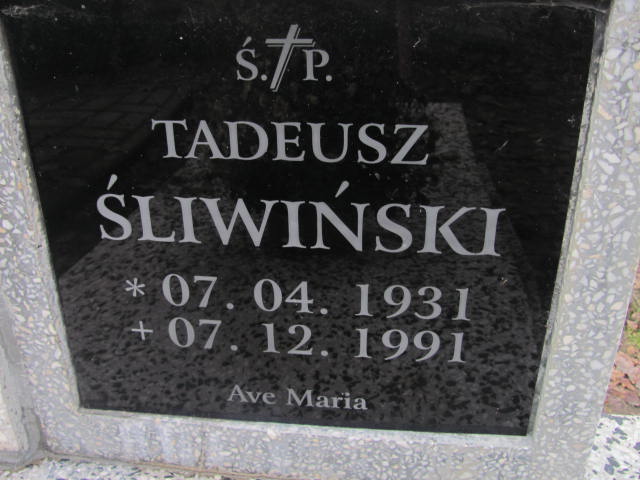 Ś. P.
TADEUSZ
ŚLIWIŃSKI
* 07. 04. 1931
+ 07. 12. 1991
Ave Maria